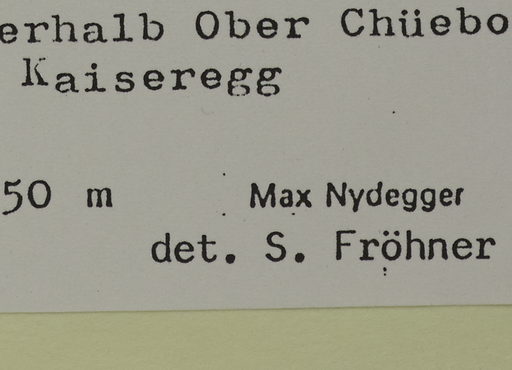 erhalb Ober Chüebo
Kaiseregg
50 m Max Nydegger
det. S. Fröhner